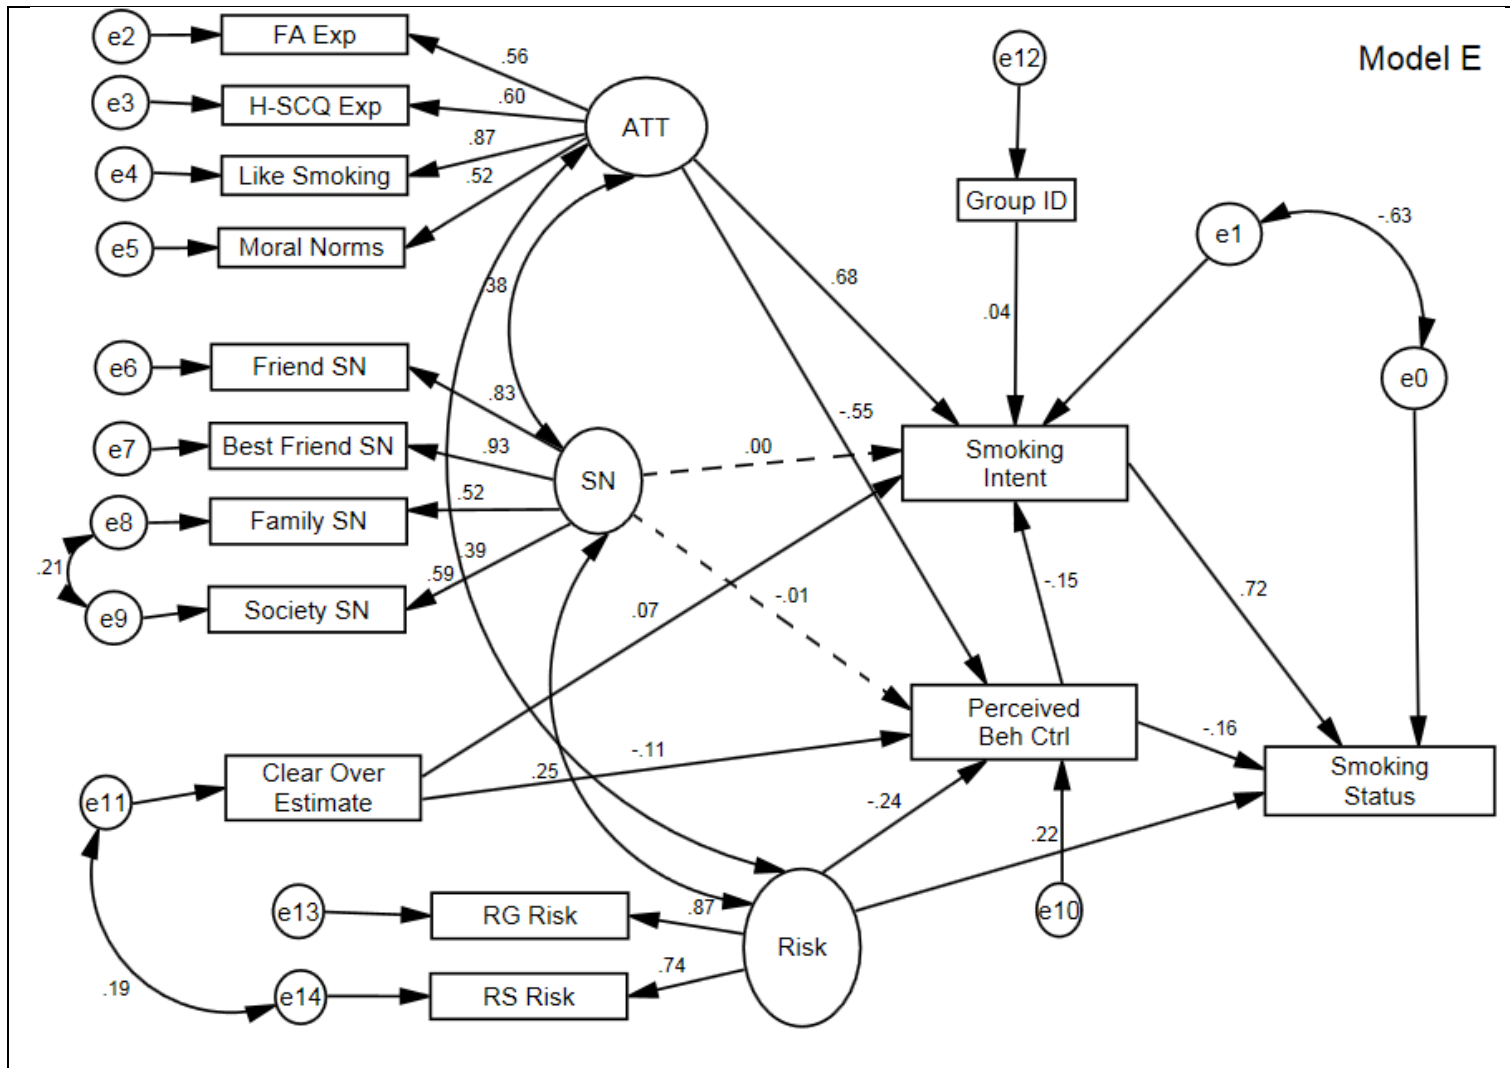 Model E
e2
FA Exp
.56
e12
e3
H-SCQ Exp
.60
ATT
.87
e4
Like Smoking
.52
Group ID
e5
Moral Norms
e1
-.63
.38
.68
.04
e6
Friend SN
.83
e0
-.55
e7
Best Friend SN
.93
.00
Smoking
Intent
SN
e8
Family SN
.52
.21
.39
.59
-.15
.72
e9
Society SN
.07
-.01
Perceived
Beh Ctrl
-.16
-.11
Clear Over
Estimate
.25
Smoking
Status
e11
-.24
.22
e13
RG Risk
.87
e10
Risk
.74
.19
e14
RS Risk